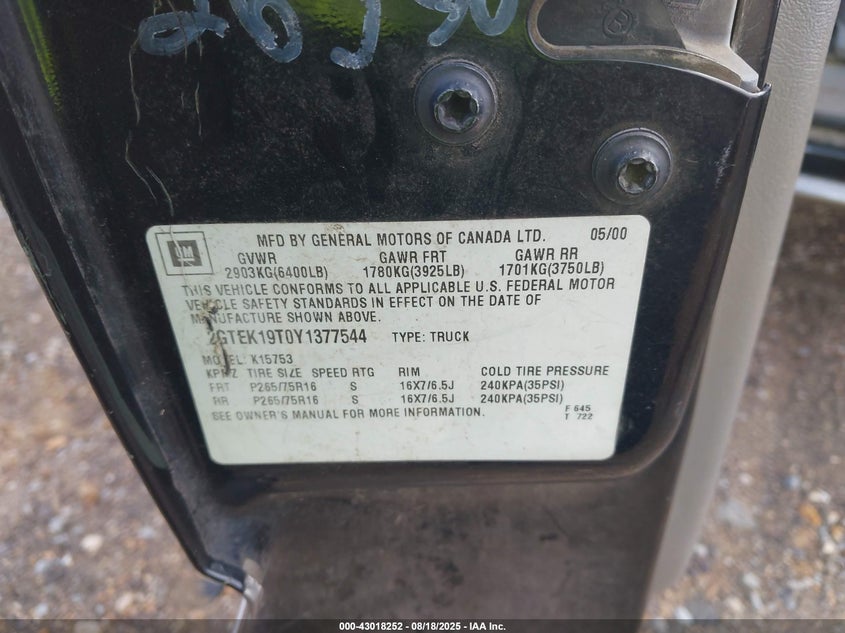 GM
MFD BY GENERAL MOTORS OF CANADA LTD. 05/00
GVWR GAWR FRT GAWR RR
2903KG(6400LB) 1780KG(3925LB) 1701KG(3750LB)
THIS VEHICLE CONFORMS TO ALL APPLICABLE U.S. FEDERAL MOTOR
VEHICLE SAFETY STANDARDS IN EFFECT ON THE DATE OF
MANUFACTURE SHOWN ABOVE.
2GTEK19T0Y1377544 TYPE: TRUCK
MODEL: K15753
TIRE SIZE SPEED RTG RIM COLD TIRE PRESSURE
FRT P265/75R16 S 16X7/6.5J 240KPA(35PSI)
RR P265/75R16 S 16X7/6.5J 240KPA(35PSI)
SEE OWNER'S MANUAL FOR MORE INFORMATION.
F 645
T 722
000-43018252 - 08/18/2025 - IAA Inc.